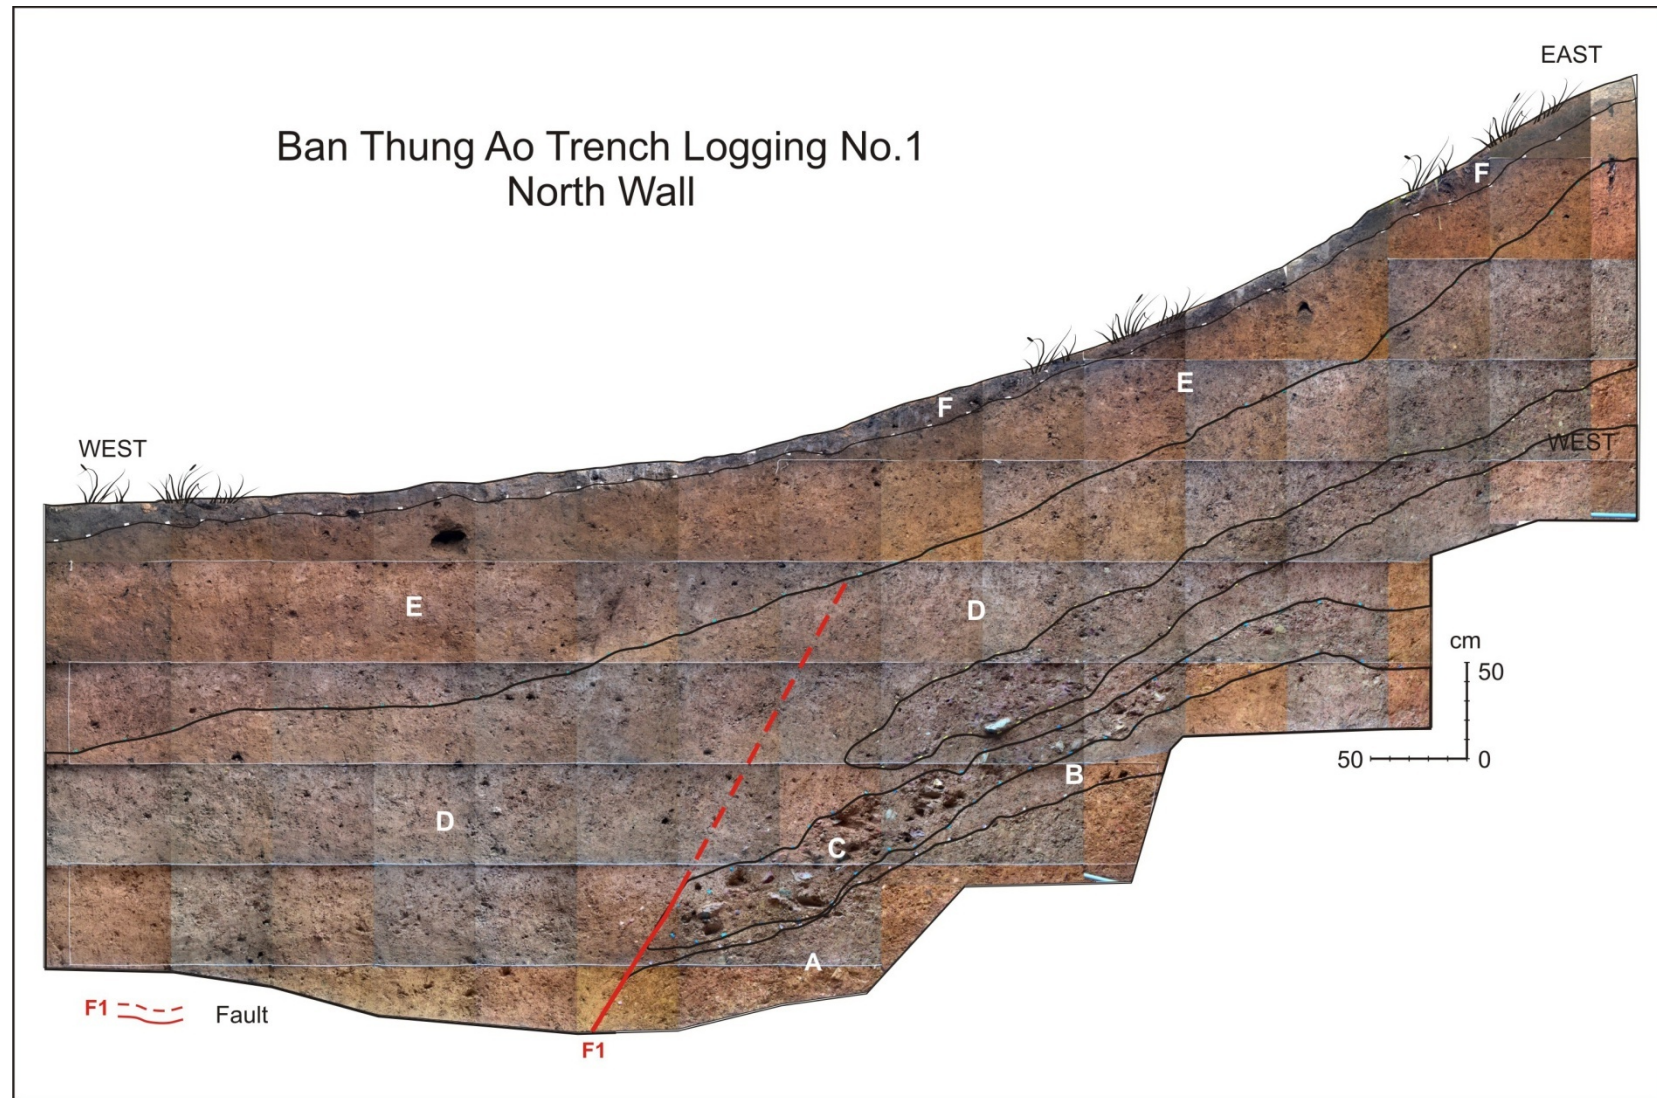 EAST
Ban Thung Ao Trench Logging No.1
North Wall
F
E
F
WEST
WEST
E
D
cm
50
50
0
B
D
C
A
F1
Fault
F1